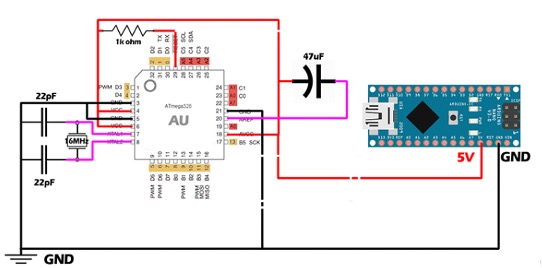 1k ohm
D2 D1 TX D0 RX RESET C5 SCL C4 SDA C3 C2
32 31 30 29 28 27 26 25
47uF
22pF
PWM D3 1
D4 2
GND 3
VCC 4
GND 5
VCC 6
XTAL1 7
XTAL2 8
ATmega328
AU
24 C1
23 C0
22 A7
21 GND
20 AREF
19 A6
18 AVCC
17 B5 SCK
16MHz
9 10 11 12 13 14 15 16
PWM D5 PWM D6 D7 B0 PWM B1 PWM B2 PWM MOSI B3 MISO B4
22pF
5V
GND
GND